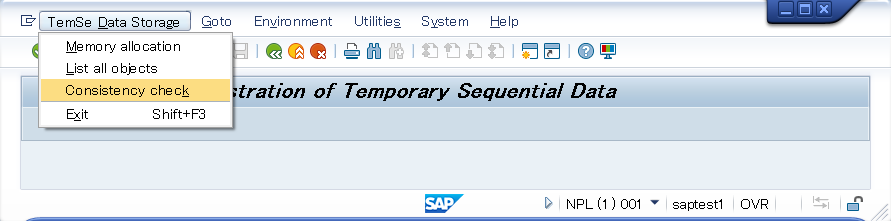 TemSe Data Storage Goto Environment Utilities System Help
Memory allocation
List all objects
Consistency check
stration of Temporary Sequential Data
Exit Shift+F3
SAP NPL (1) 001 saptest1 OVR